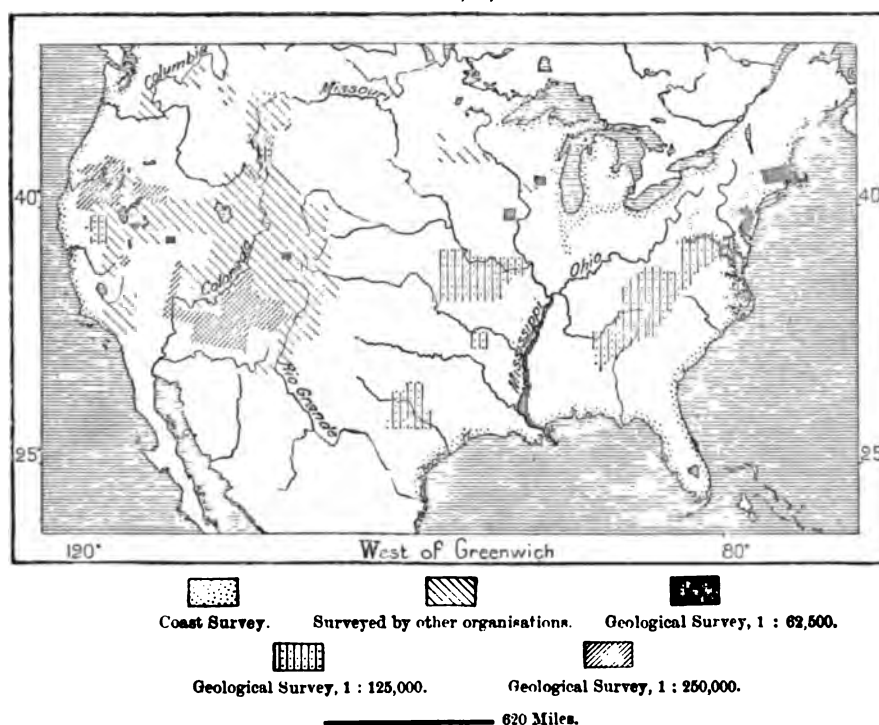 Columbia
Missouri
40°
40
Colorado
Ohio
Mississippi
Rio Grande
25
25
120° West of Greenwich 80°
Coast Survey. Surveyed by other organisations. Geological Survey, 1 : 62,500.
Geological Survey, 1 : 125,000. Geological Survey, 1 : 250,000.
620 Miles.